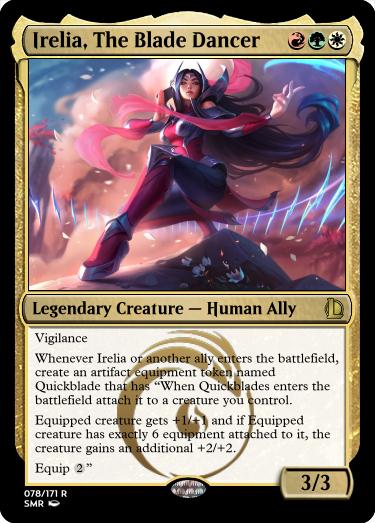 Irelia, The Blade Dancer
Legendary Creature — Human Ally
Vigilance
Whenever Irelia or another ally enters the battlefield,
create an artifact equipment token named
Quickblade that has “When Quickblades enters the
battlefield attach it to a creature you control.
Equipped creature gets +1/+1 and if Equipped
creature has exactly 6 equipment attached to it, the
creature gains an additional +2/+2.
Equip 2 ”
3/3
078/171 R
SMR